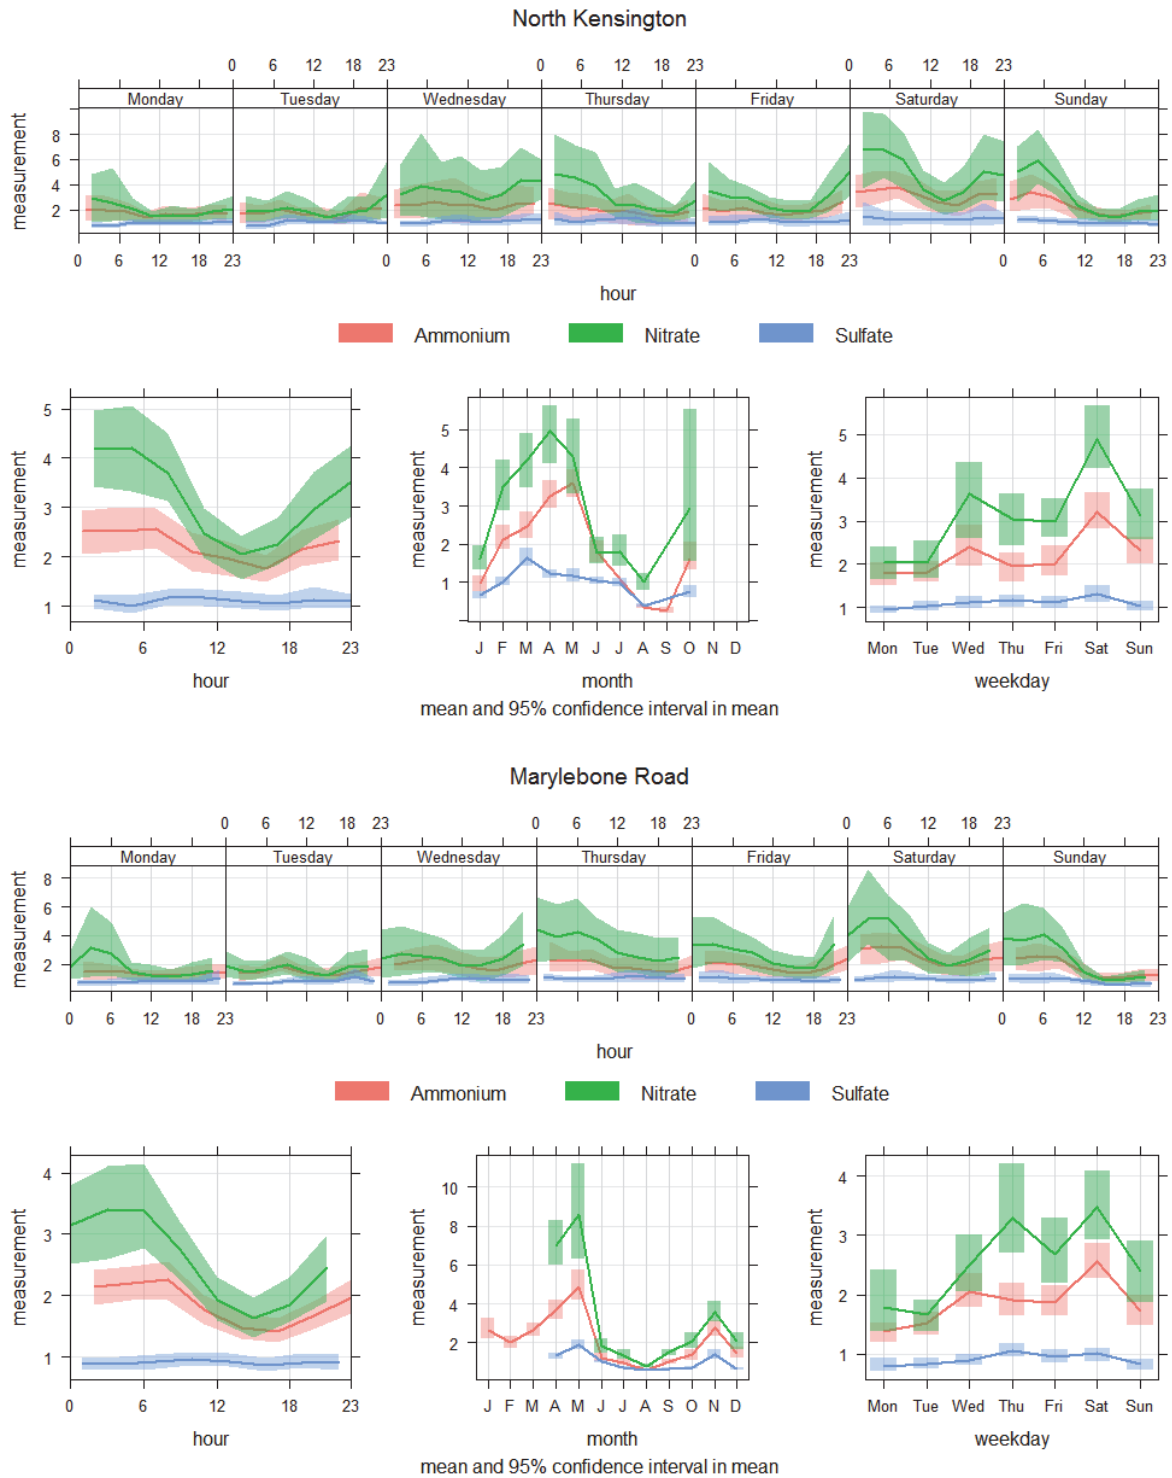 North Kensington
0 6 12 18 23 0 6 12 18 23 0 6 12 18 23
Monday Tuesday Wednesday Thursday Friday Saturday Sunday
measurement
8
6
4
2
0 6 12 18 23 0 6 12 18 23 0 6 12 18 23 0 6 12 18 23
hour
Ammonium Nitrate Sulfate
measurement
5
4
3
2
1
0 6 12 18 23
hour
measurement
5
4
3
2
1
J F M A M J J A S O N D
month
measurement
5
4
3
2
1
Mon Tue Wed Thu Fri Sat Sun
weekday
mean and 95% confidence interval in mean
Marylebone Road
0 6 12 18 23 0 6 12 18 23 0 6 12 18 23
Monday Tuesday Wednesday Thursday Friday Saturday Sunday
measurement
8
6
4
2
0 6 12 18 23 0 6 12 18 23 0 6 12 18 23 0 6 12 18 23
hour
Ammonium Nitrate Sulfate
measurement
4
3
2
1
0 6 12 18 23
hour
measurement
10
8
6
4
2
J F M A M J J A S O N D
month
measurement
4
3
2
1
Mon Tue Wed Thu Fri Sat Sun
weekday
mean and 95% confidence interval in mean